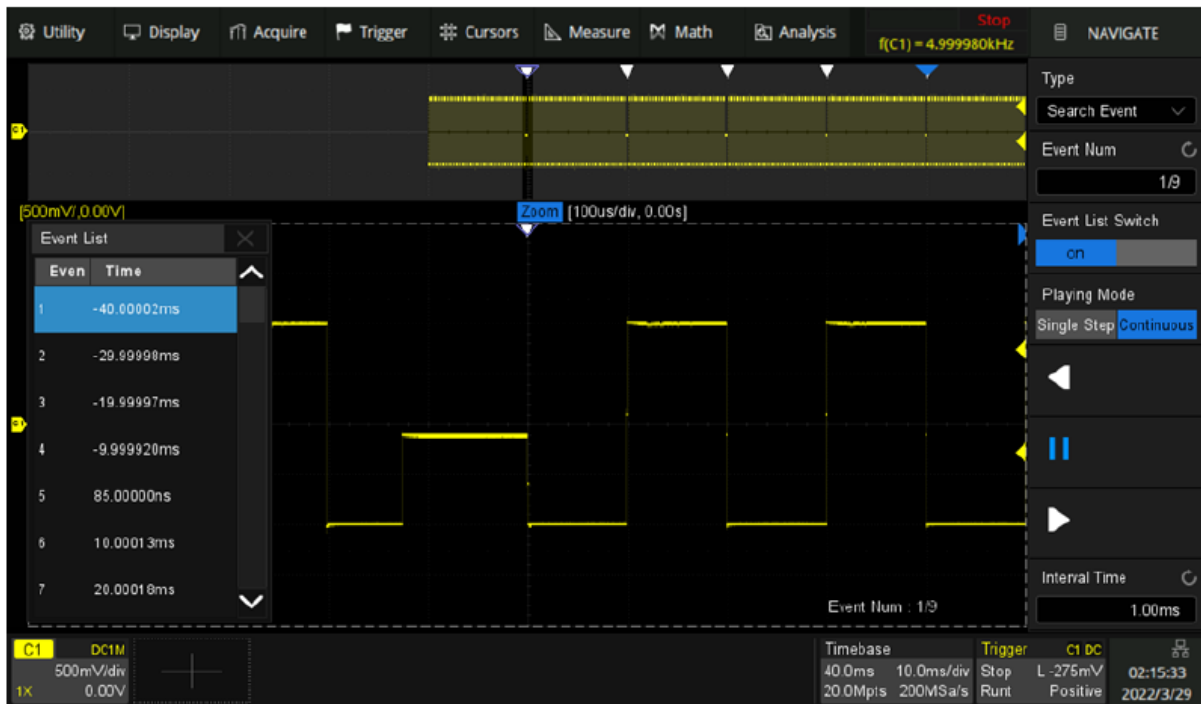 Utility Display Acquire Trigger Cursors Measure Math Analysis Stop NAVIGATE
f(C1) = 4.999980kHz
Type
Search Event
C1
Event Num
1/9
[500mV/,0.00V] Zoom [100us/div, 0.00s]
Event List Switch
on
Event List
Even Time
1 -40.00002ms
2 -29.99998ms
3 -19.99997ms
4 -9.999920ms
5 85.00000ns
6 10.00013ms
7 20.00018ms
C1
Playing Mode
Single Step Continuous
Event Num : 1/9
Interval Time
1.00ms
C1 DC1M
500mV/div
1X 0.00V
Timebase
40.0ms 10.0ms/div
20.0Mpts 200MSa/s
Trigger C1 DC
Stop L -275mV
Runt Positive
02:15:33
2022/3/29